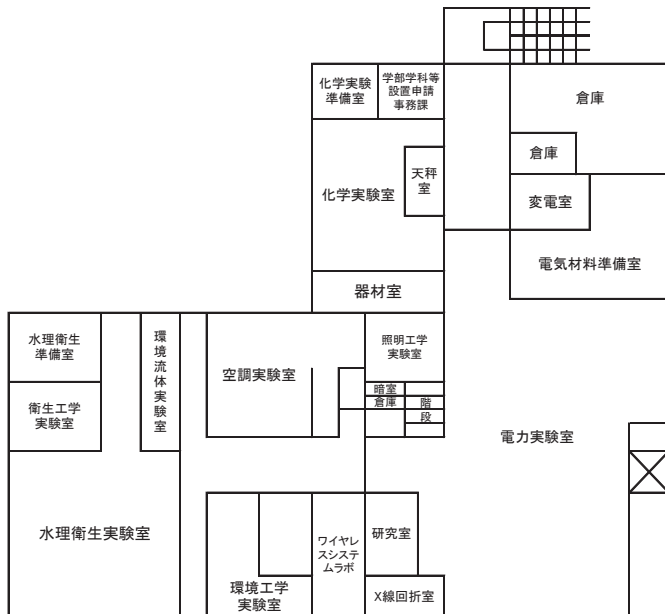 化学実験
準備室
学部学科等
設置申請
事務課
倉庫
倉庫
天秤
室
化学実験室
変電室
電気材料準備室
器材室
水理衛生
準備室
環境流体実験室
照明工学
実験室
空調実験室
暗室
倉庫
階
段
衛生工学
実験室
電力実験室
水理衛生実験室
ワイヤレ
スシステ
ムラボ
研究室
環境工学
実験室
X線回折室